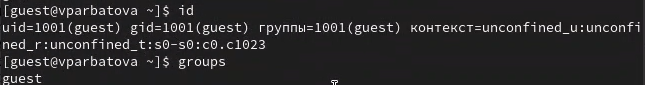 [guest@vparbatova ~]$ id
uid=1001(guest) gid=1001(guest) группы=1001(guest) контекст=unconfined_u:unconfi
ned_r:unconfined_t:s0-s0:c0.c1023
[guest@vparbatova ~]$ groups
guest